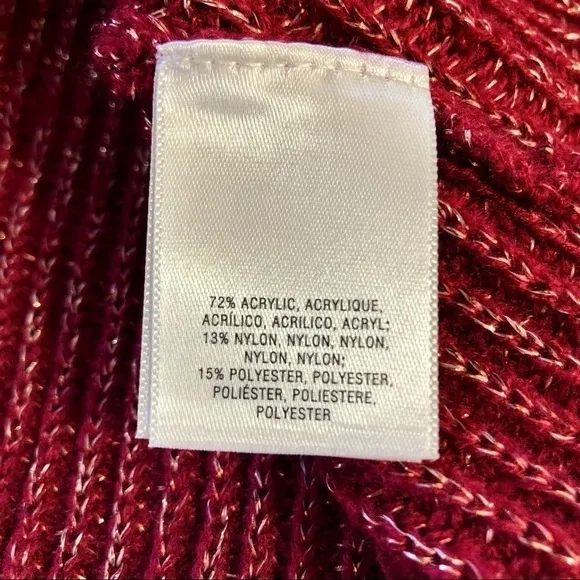 72% ACRYLIC, ACRYLIQUE,
ACRÍLICO, ACRILICO, ACRYL;
13% NYLON, NYLON, NYLON,
NYLON, NYLON;
15% POLYESTER, POLYESTER,
POLIÉSTER, POLIESTERE,
POLYESTER